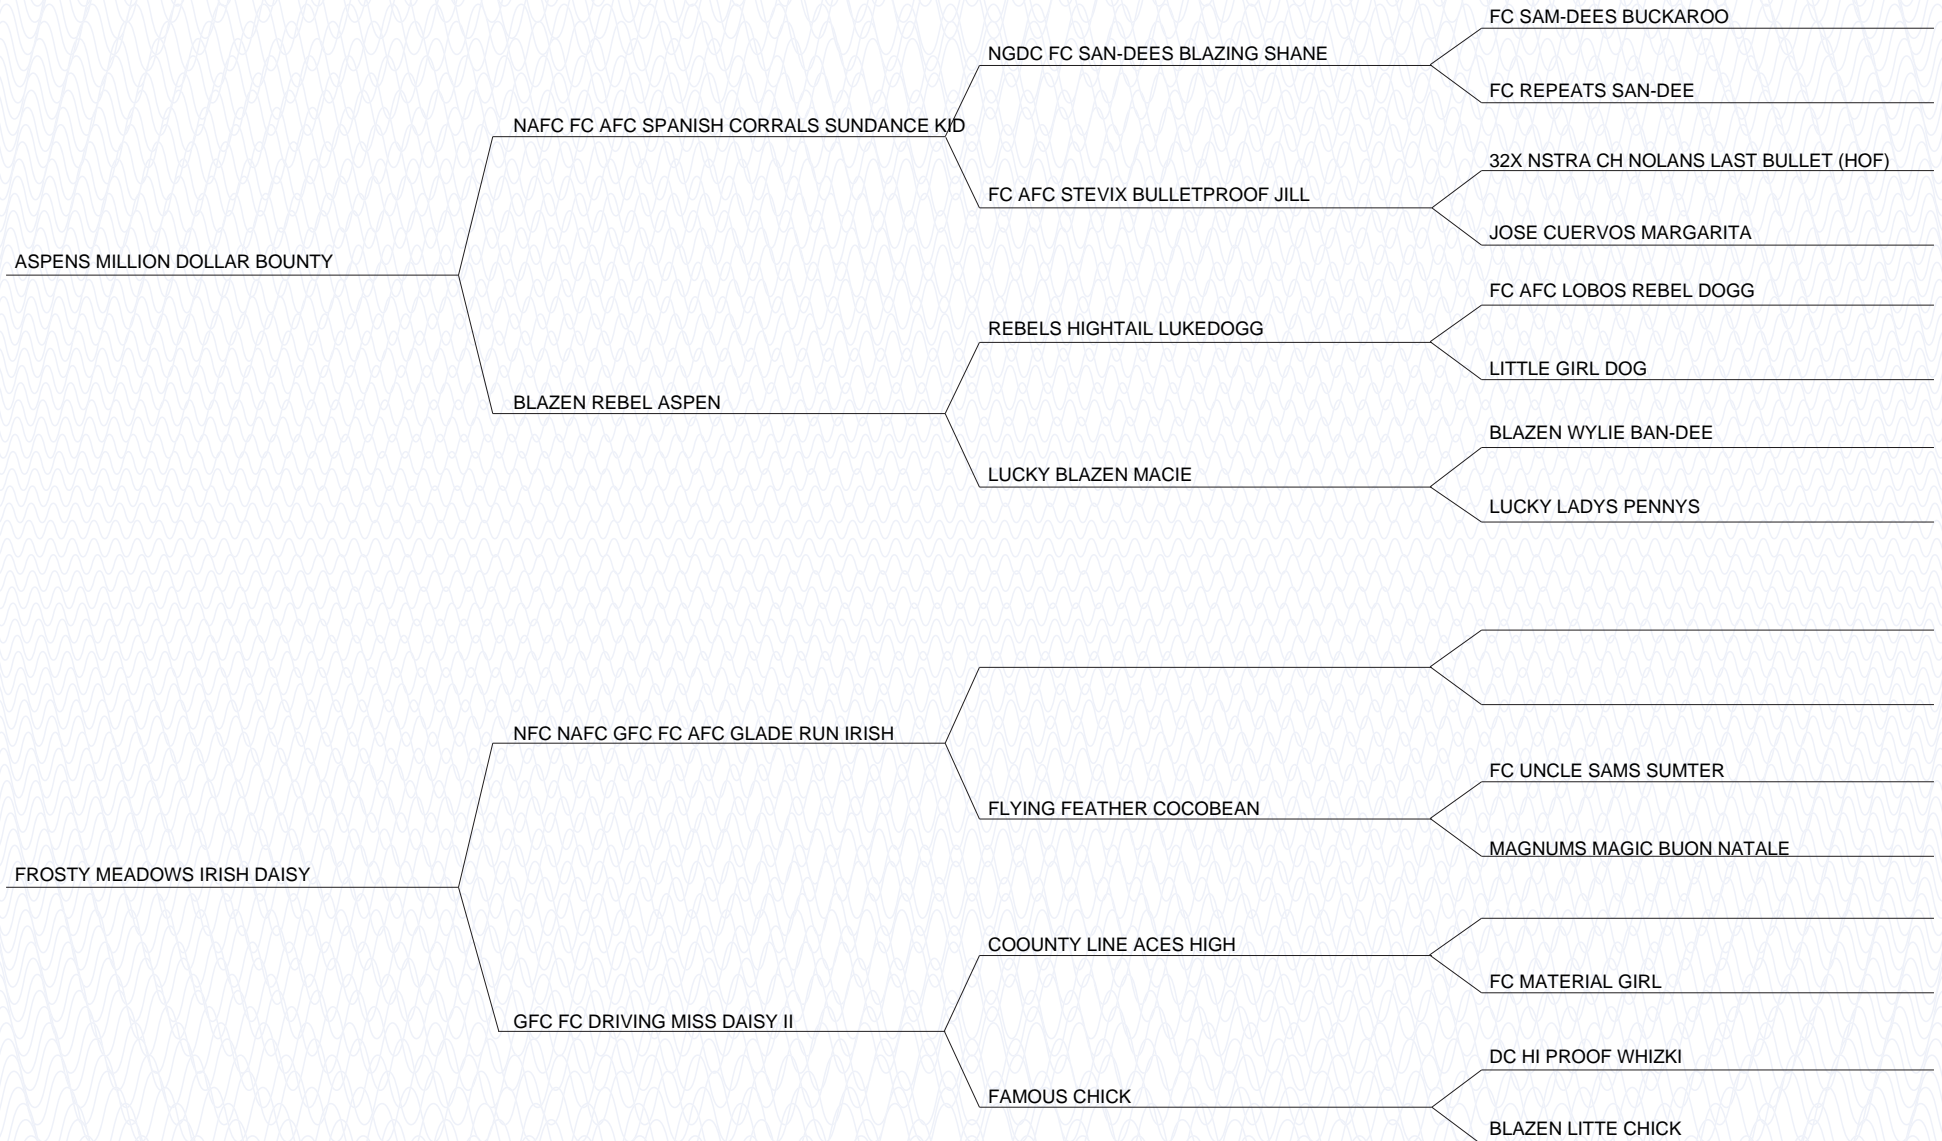 FC SAM-DEES BUCKAROO
NGDC FC SAN-DEES BLAZING SHANE
FC REPEATS SAN-DEE
NAFC FC AFC SPANISH CORRALS SUNDANCE KID
32X NSTRA CH NOLANS LAST BULLET (HOF)
FC AFC STEVIX BULLETPROOF JILL
JOSE CUERVOS MARGARITA
ASPENS MILLION DOLLAR BOUNTY
FC AFC LOBOS REBEL DOGG
REBELS HIGHTAIL LUKEDOGG
LITTLE GIRL DOG
BLAZEN REBEL ASPEN
BLAZEN WYLIE BAN-DEE
LUCKY BLAZEN MACIE
LUCKY LADYS PENNYS
NFC NAFC GFC FC AFC GLADE RUN IRISH
FC UNCLE SAMS SUMTER
FLYING FEATHER COCOBEAN
MAGNUMS MAGIC BUON NATALE
FROSTY MEADOWS IRISH DAISY
COOUNTY LINE ACES HIGH
FC MATERIAL GIRL
GFC FC DRIVING MISS DAISY II
DC HI PROOF WHIZKI
FAMOUS CHICK
BLAZEN LITTE CHICK